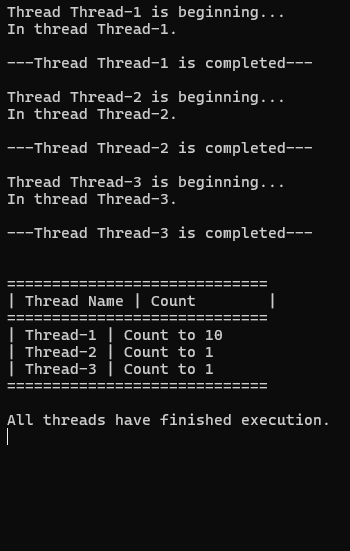 Thread Thread-1 is beginning...
In thread Thread-1.
---Thread Thread-1 is completed---
Thread Thread-2 is beginning...
In thread Thread-2.
---Thread Thread-2 is completed---
Thread Thread-3 is beginning...
In thread Thread-3.
---Thread Thread-3 is completed---
=============================
| Thread Name | Count        |
=============================
| Thread-1 | Count to 10
| Thread-2 | Count to 1
| Thread-3 | Count to 1
=============================
All threads have finished execution.